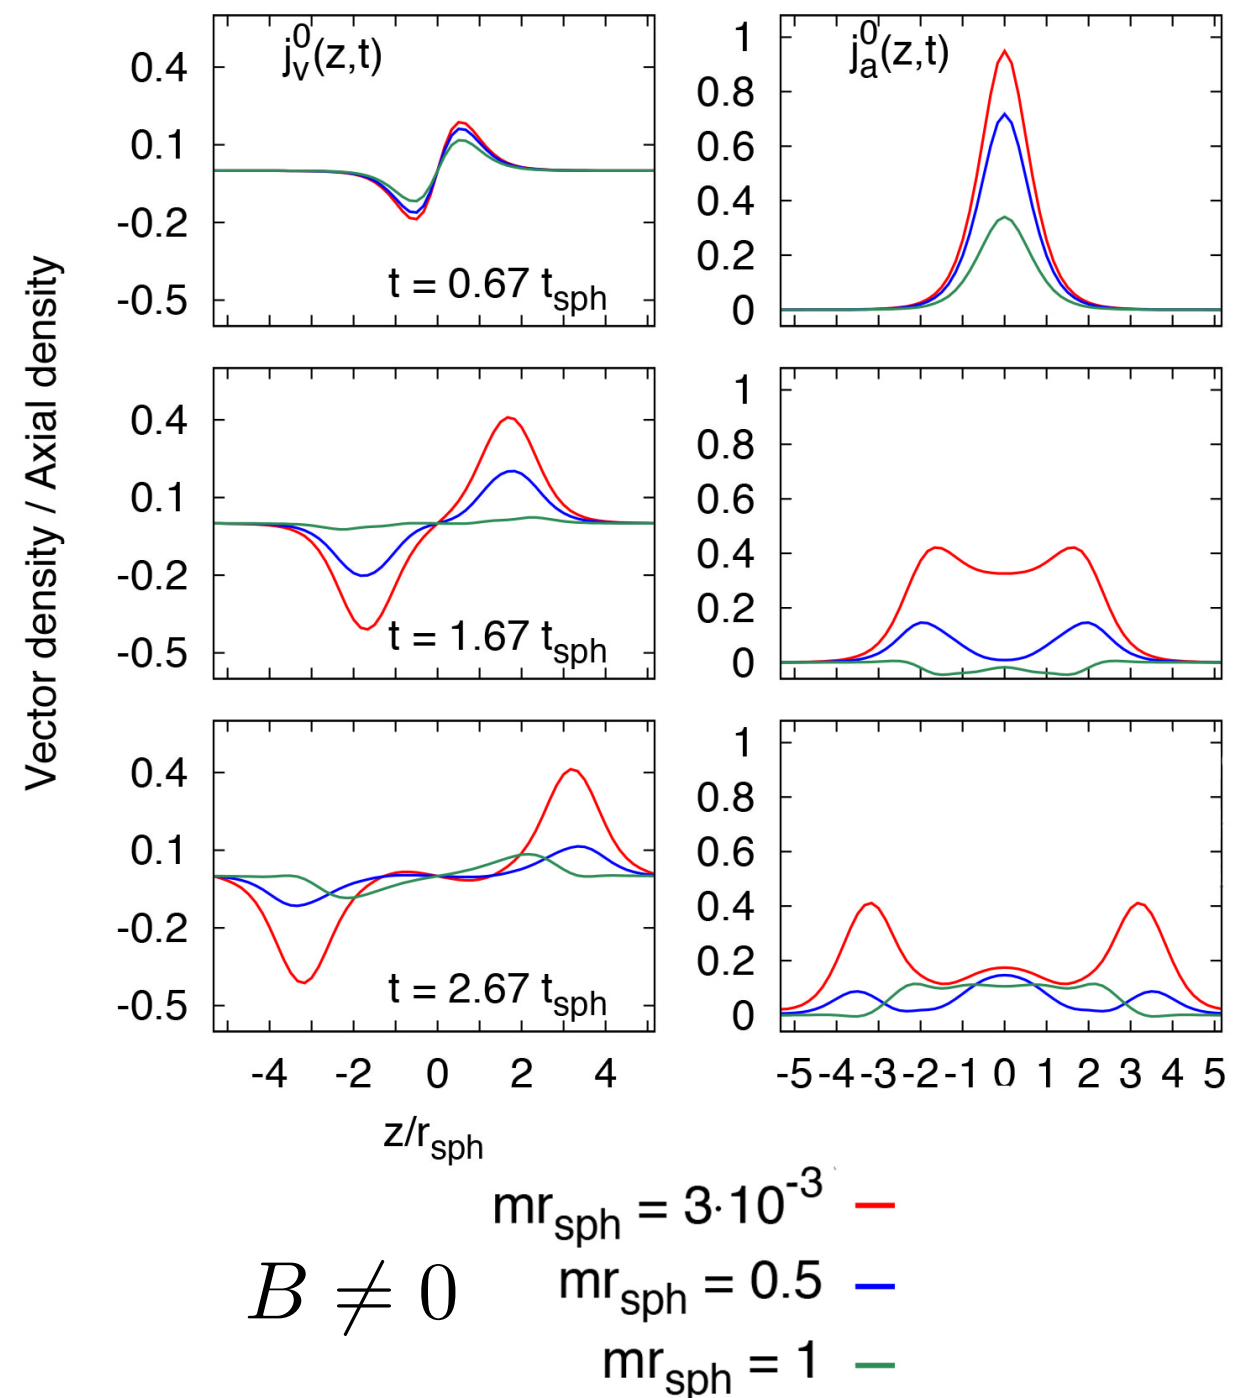 Vector density / Axial density
j_v^0(z,t)
0.4
0.1
-0.2
-0.5
t = 0.67 t_sph
j_a^0(z,t)
1
0.8
0.6
0.4
0.2
0
0.4
0.1
-0.2
-0.5
t = 1.67 t_sph
1
0.8
0.6
0.4
0.2
0
0.4
0.1
-0.2
-0.5
t = 2.67 t_sph
-4 -2 0 2 4
z/r_sph
1
0.8
0.6
0.4
0.2
0
-5 -4 -3 -2 -1 0 1 2 3 4 5
mr_sph = 3·10^-3
mr_sph = 0.5
mr_sph = 1
B ≠ 0